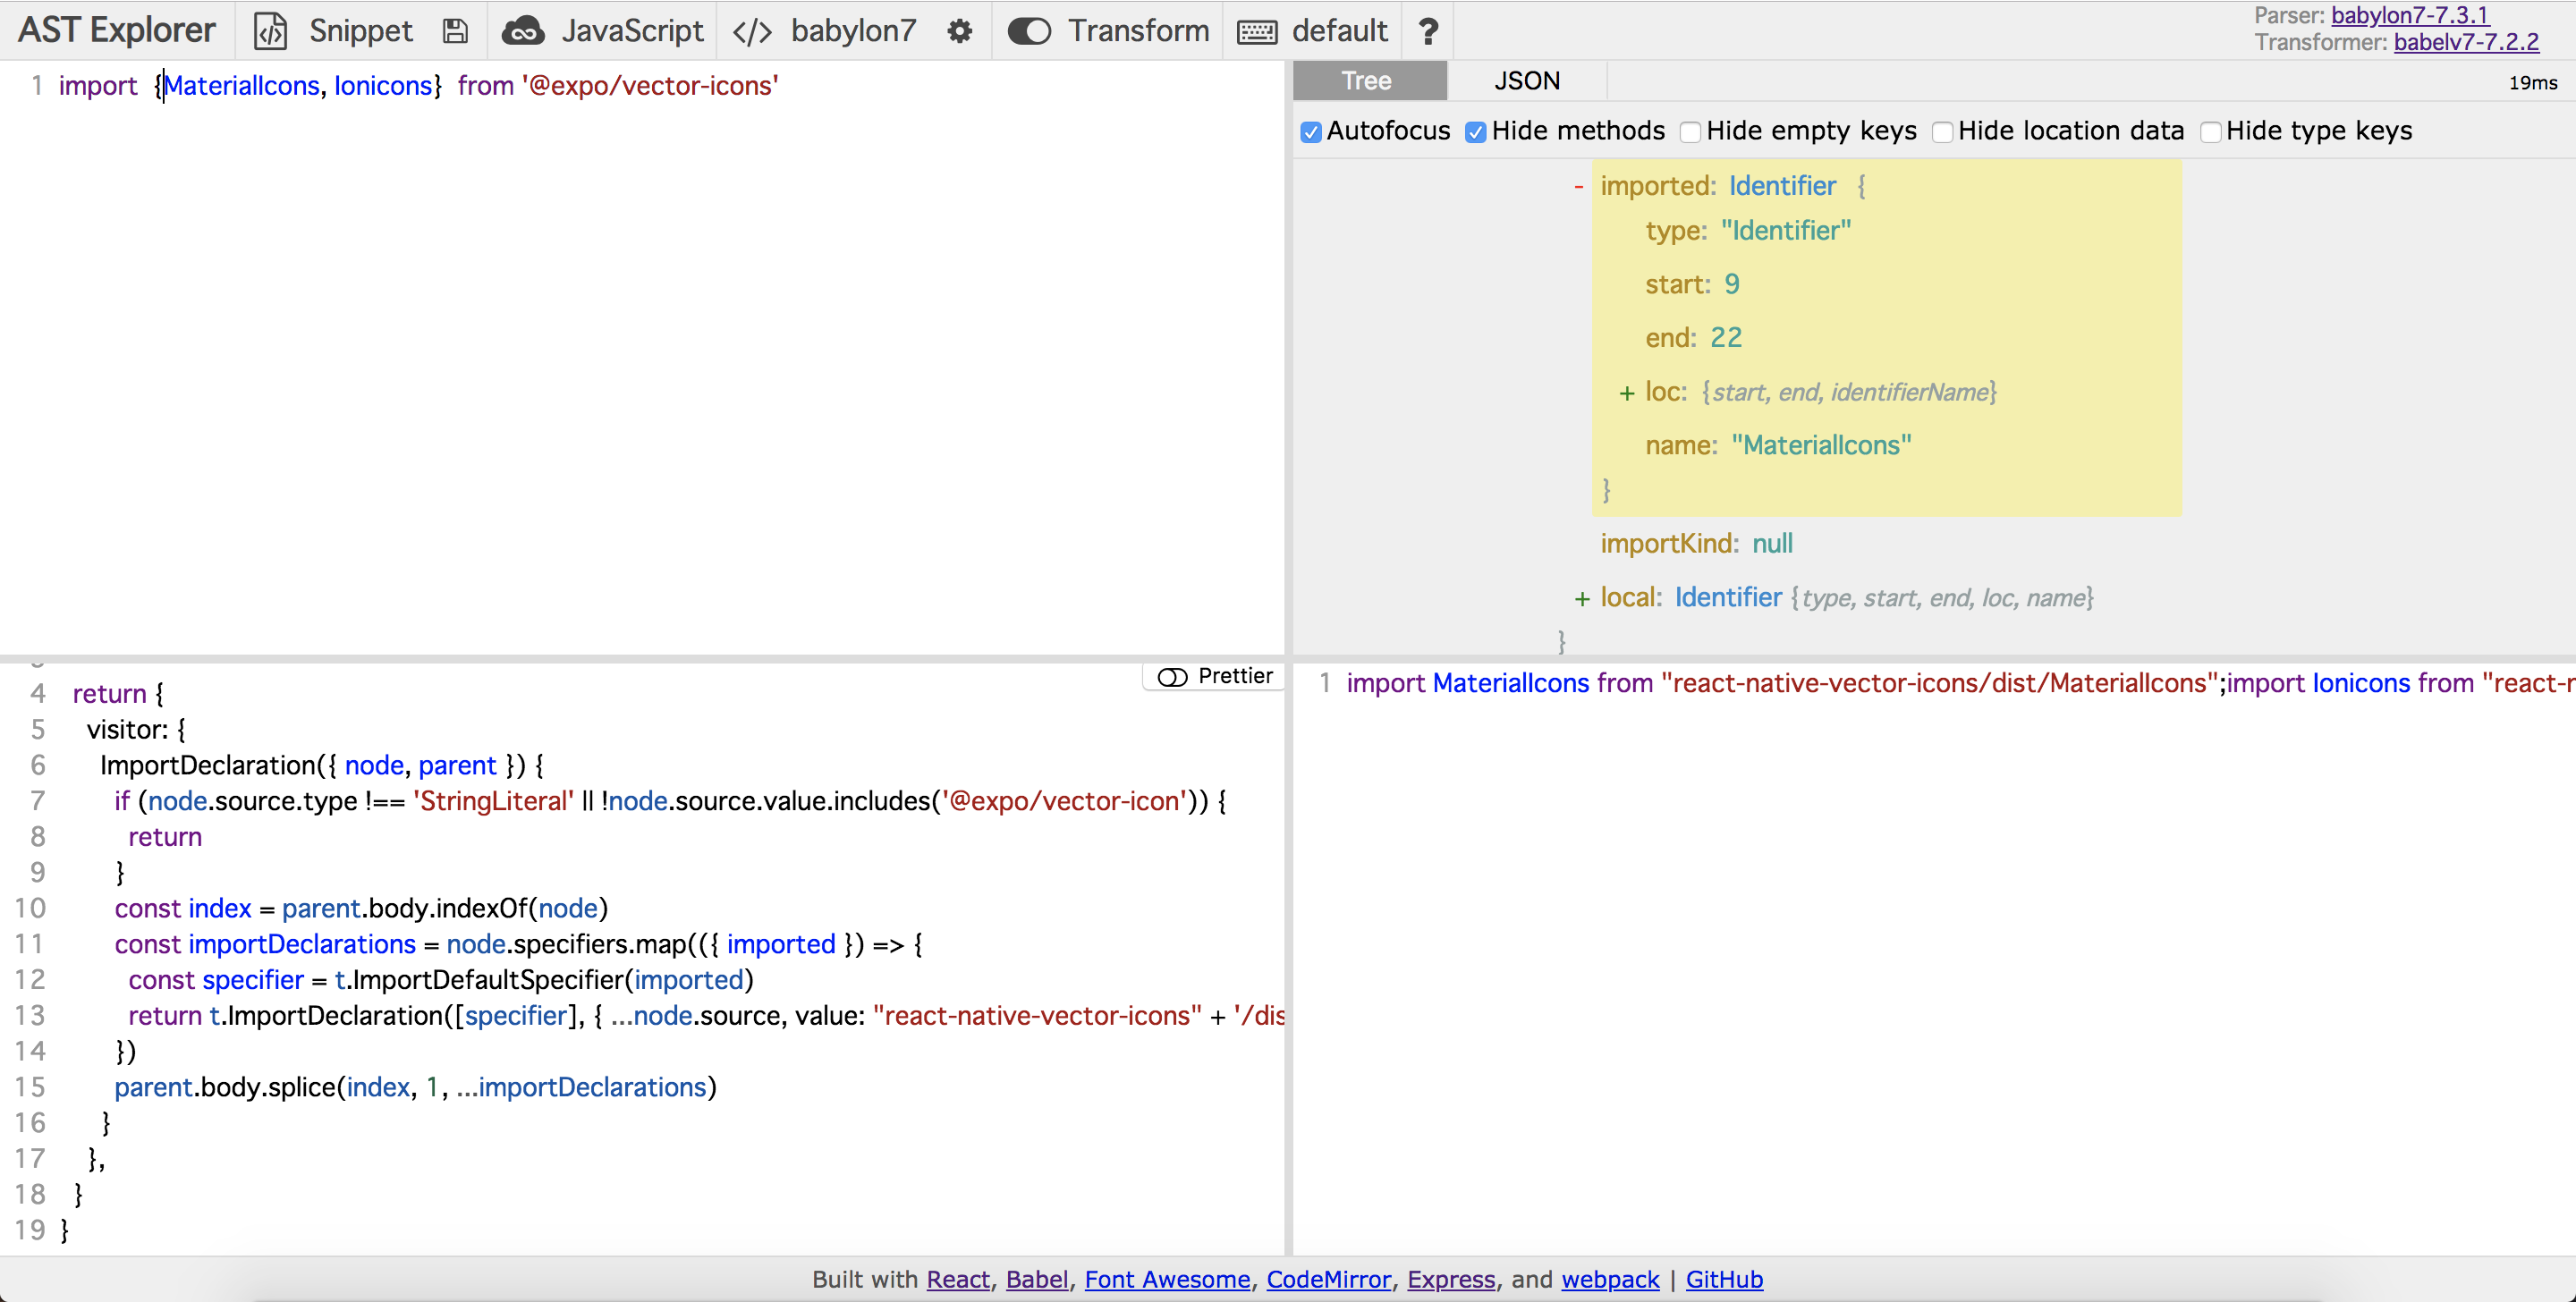 AST Explorer Snippet JavaScript </> babylon7 Transform default ?
Parser: babylon7-7.3.1
Transformer: babelv7-7.2.2
1 import {MaterialIcons, Ionicons} from '@expo/vector-icons'
Tree JSON 19ms
Autofocus Hide methods Hide empty keys Hide location data Hide type keys
- imported: Identifier {
type: "Identifier"
start: 9
end: 22
+ loc: {start, end, identifierName}
name: "MaterialIcons"
}
importKind: null
+ local: Identifier {type, start, end, loc, name}
}
Prettier
4 return {
5 visitor: {
6 ImportDeclaration({ node, parent }) {
7 if (node.source.type !== 'StringLiteral' || !node.source.value.includes('@expo/vector-icon')) {
8 return
9 }
10 const index = parent.body.indexOf(node)
11 const importDeclarations = node.specifiers.map(({ imported }) => {
12 const specifier = t.ImportDefaultSpecifier(imported)
13 return t.ImportDeclaration([specifier], { ...node.source, value: "react-native-vector-icons" + '/dis
14 })
15 parent.body.splice(index, 1, ...importDeclarations)
16 }
17 },
18 }
19 }
1 import MaterialIcons from "react-native-vector-icons/dist/MaterialIcons";import Ionicons from "react-r
Built with React, Babel, Font Awesome, CodeMirror, Express, and webpack | GitHub